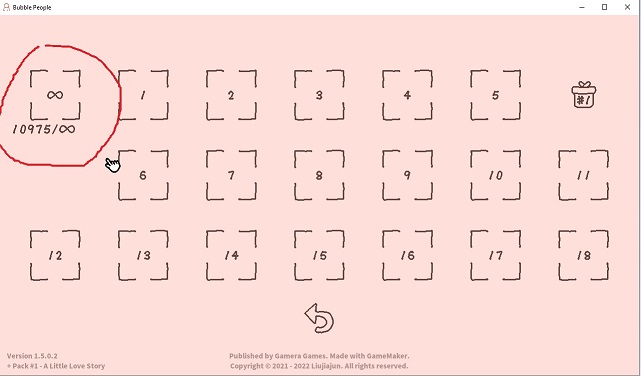 Bubble People
∞ 1 2 3 4 5 #1
10975/∞
6 7 8 9 10 11
12 13 14 15 16 17 18
Version 1.5.0.2
+ Pack #1 - A Little Love Story
Published by Gamera Games. Made with GameMaker.
Copyright © 2021 - 2022 Liujiajun. All rights reserved.